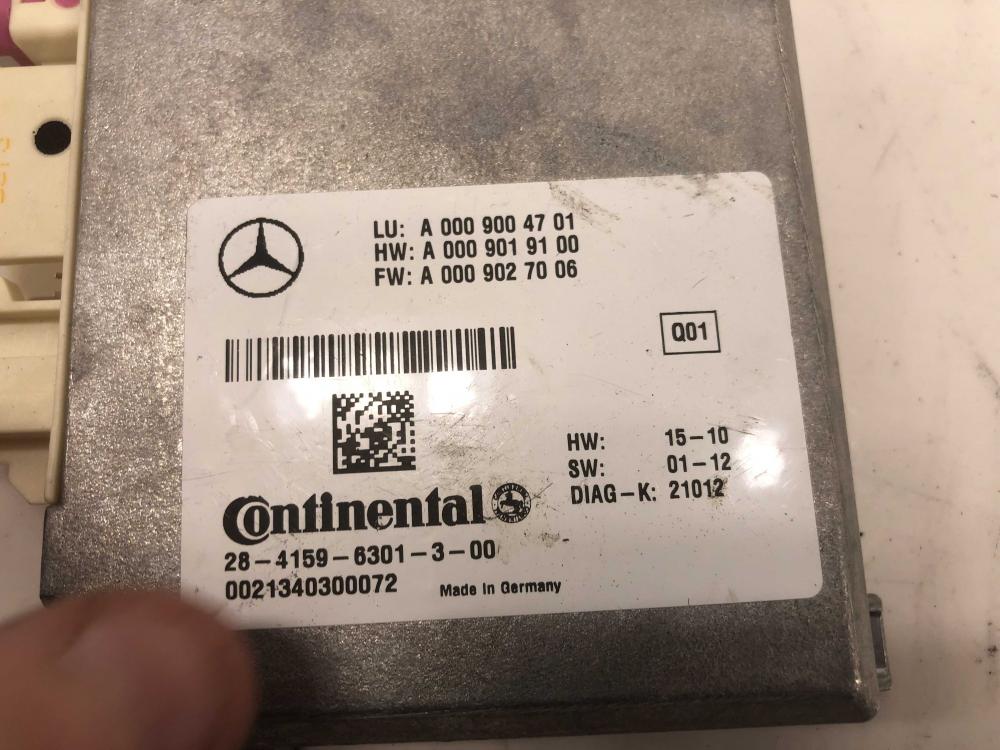 LU: A 000 900 47 01
HW: A 000 901 91 00
FW: A 000 902 70 06
Q01
HW: 15-10
SW: 01-12
DIAG-K: 21012
Continental
28-4159-6301-3-00
0021340300072
Made in Germany